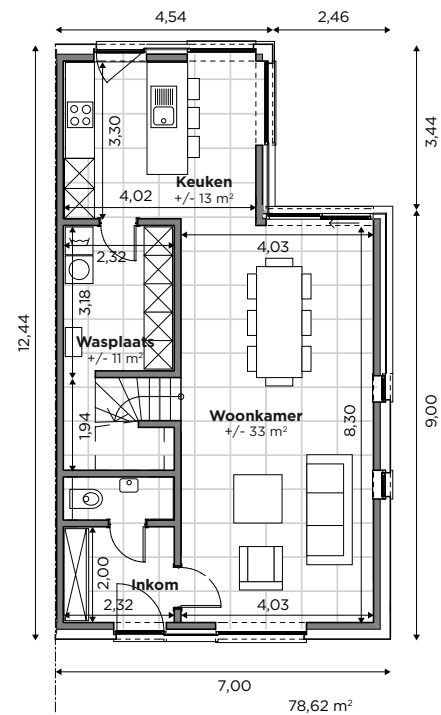 4,54
2,46
3,30
3,44
Keuken
+/- 13 m²
4,02
4,03
2,32
3,18
12,44
Wasplaats
+/- 11 m²
9,00
Woonkamer
+/- 33 m²
8,30
1,94
2,00
Inkom
2,32
4,03
7,00
78,62 m²